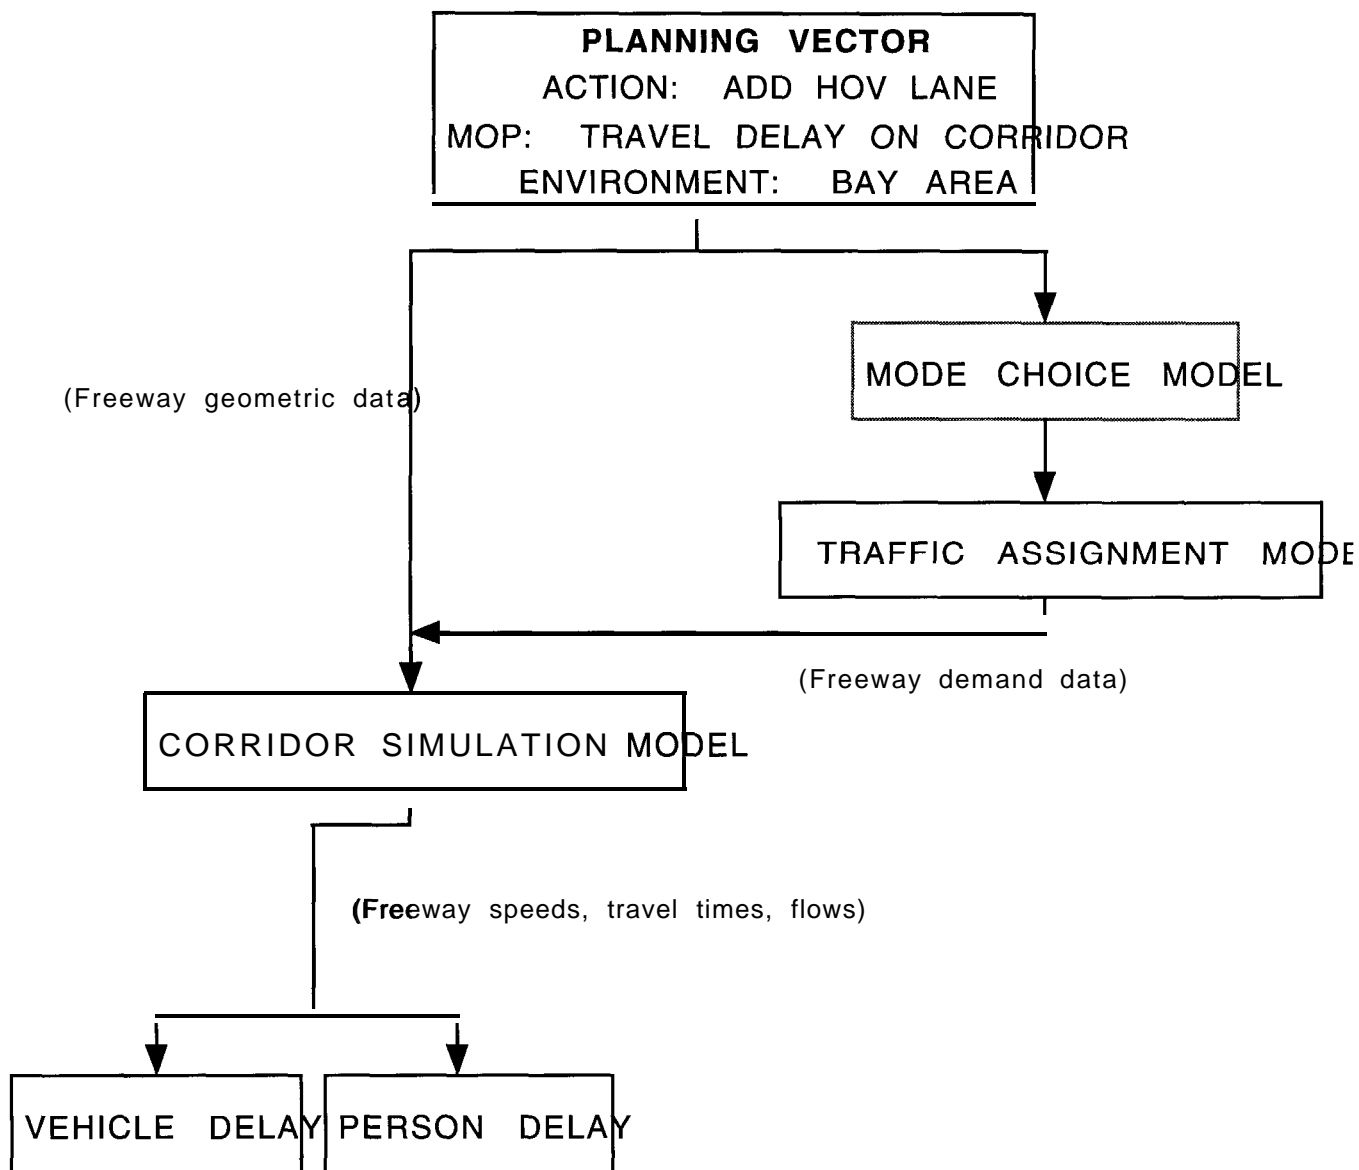 PLANNING VECTOR
ACTION: ADD HOV LANE
MOP: TRAVEL DELAY ON CORRIDOR
ENVIRONMENT: BAY AREA
MODE CHOICE MODEL
(Freeway geometric data)
TRAFFIC ASSIGNMENT MODE
(Freeway demand data)
CORRIDOR SIMULATION MODEL
(Freeway speeds, travel times, flows)
VEHICLE DELAY
PERSON DELAY